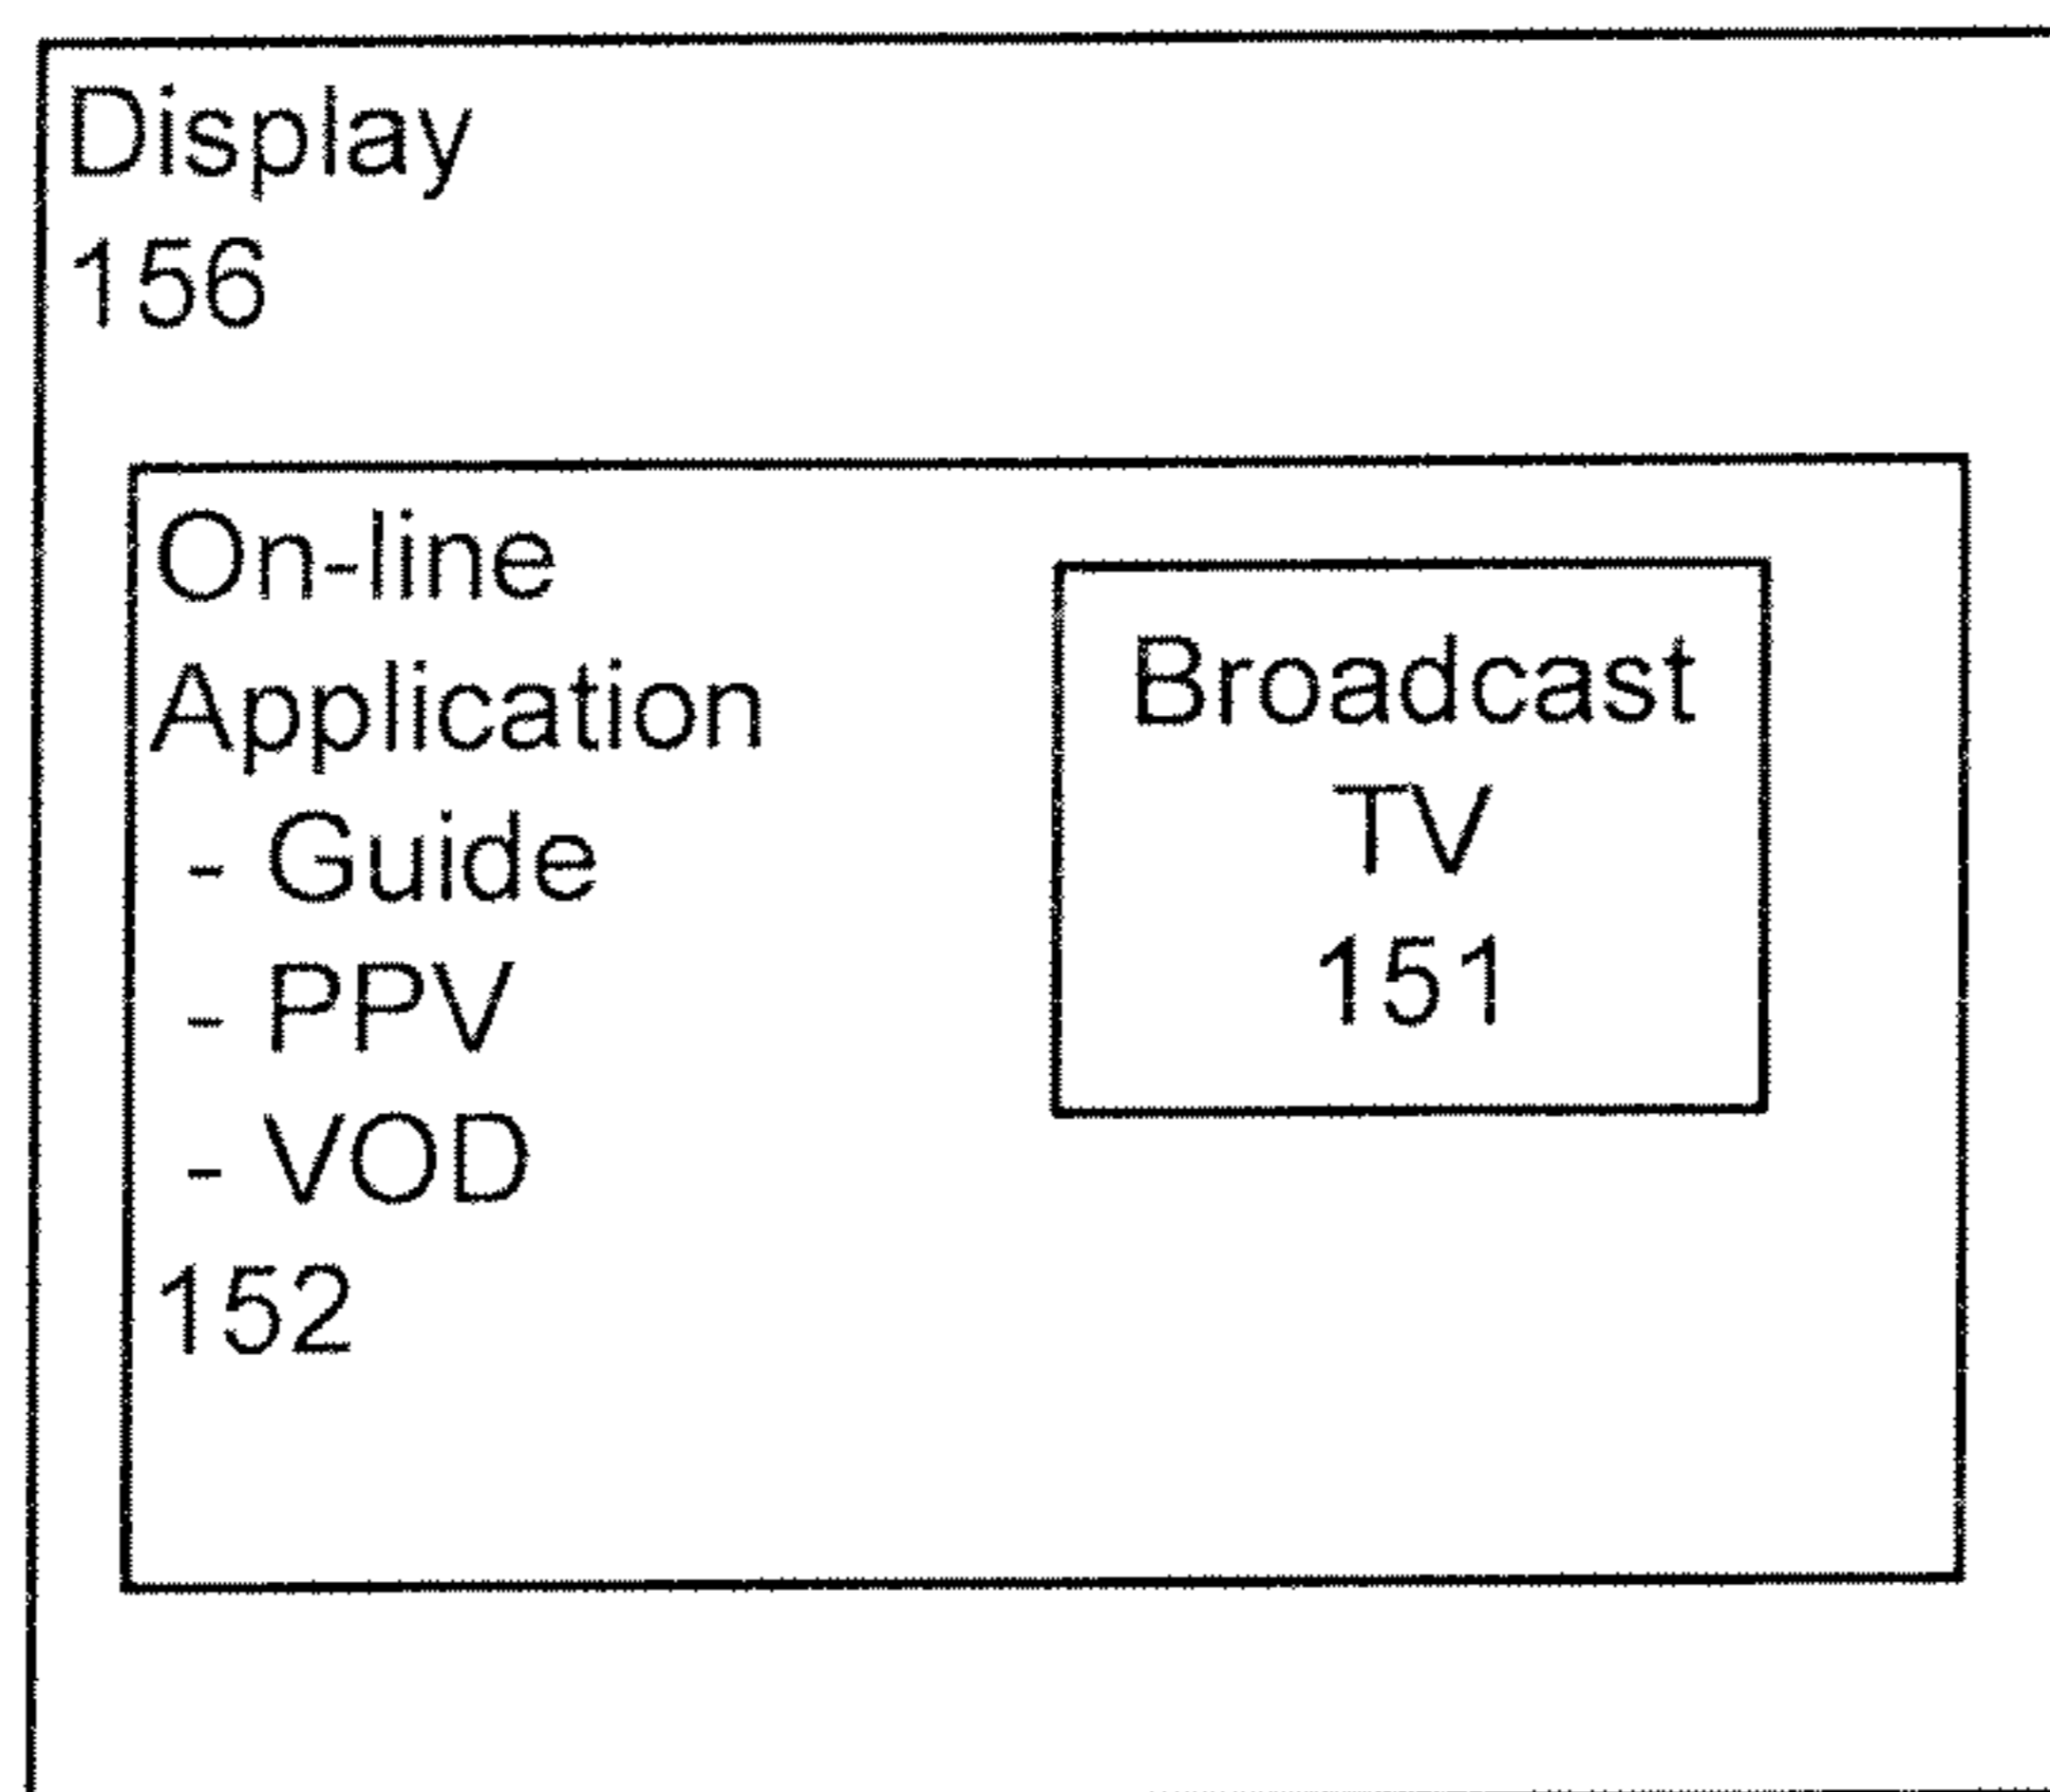 Display
156
On-line
Application
- Guide
- PPV
- VOD
152
Broadcast
TV
151